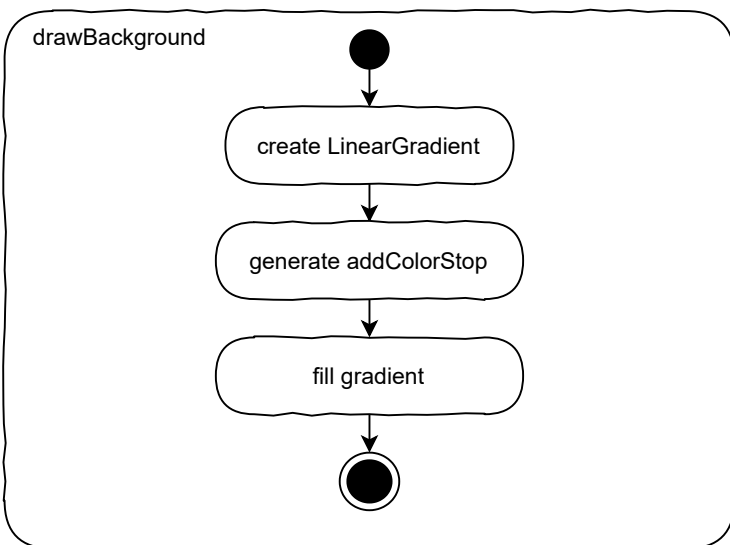 drawBackground
create LinearGradient
generate addColorStop
fill gradient